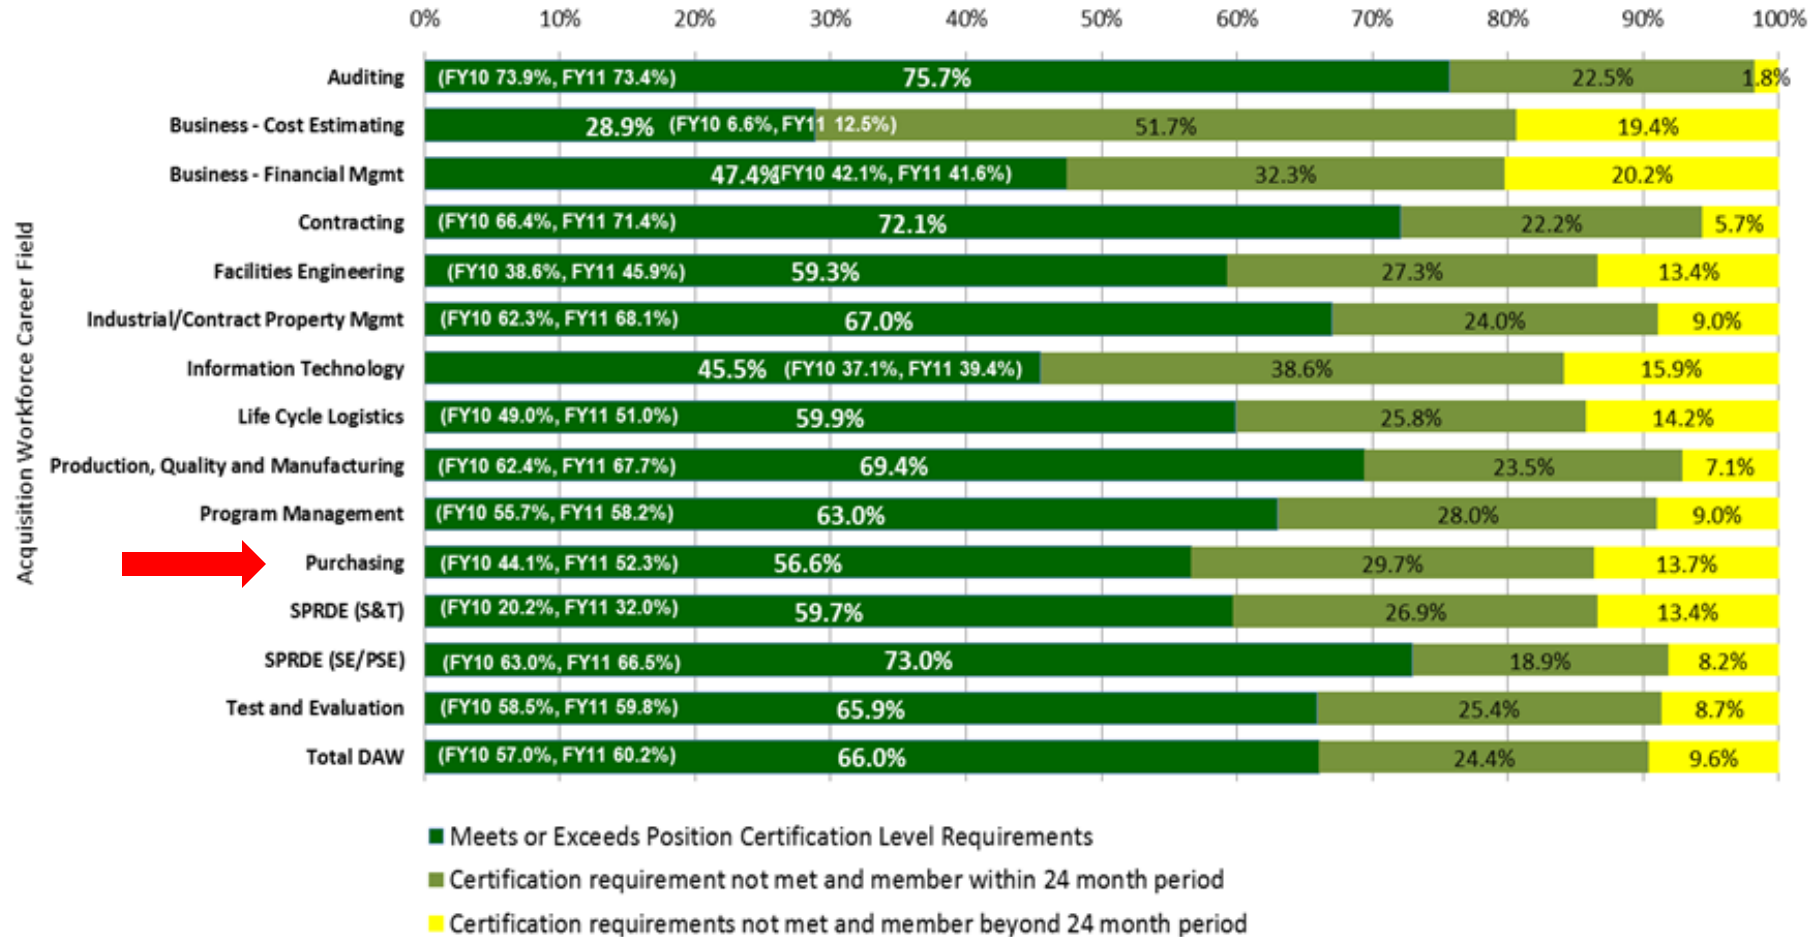 0% 10% 20% 30% 40% 50% 60% 70% 80% 90% 100%
Acquisition Workforce Career Field
Auditing (FY10 73.9%, FY11 73.4%) 75.7% 22.5% 1.8%
Business - Cost Estimating 28.9% (FY10 6.6%, FY11 12.5%) 51.7% 19.4%
Business - Financial Mgmt 47.4% (FY10 42.1%, FY11 41.6%) 32.3% 20.2%
Contracting (FY10 66.4%, FY11 71.4%) 72.1% 22.2% 5.7%
Facilities Engineering (FY10 38.6%, FY11 45.9%) 59.3% 27.3% 13.4%
Industrial/Contract Property Mgmt (FY10 62.3%, FY11 68.1%) 67.0% 24.0% 9.0%
Information Technology 45.5% (FY10 37.1%, FY11 39.4%) 38.6% 15.9%
Life Cycle Logistics (FY10 49.0%, FY11 51.0%) 59.9% 25.8% 14.2%
Production, Quality and Manufacturing (FY10 62.4%, FY11 67.7%) 69.4% 23.5% 7.1%
Program Management (FY10 55.7%, FY11 58.2%) 63.0% 28.0% 9.0%
Purchasing (FY10 44.1%, FY11 52.3%) 56.6% 29.7% 13.7%
SPRDE (S&T) (FY10 20.2%, FY11 32.0%) 59.7% 26.9% 13.4%
SPRDE (SE/PSE) (FY10 63.0%, FY11 66.5%) 73.0% 18.9% 8.2%
Test and Evaluation (FY10 58.5%, FY11 59.8%) 65.9% 25.4% 8.7%
Total DAW (FY10 57.0%, FY11 60.2%) 66.0% 24.4% 9.6%
Meets or Exceeds Position Certification Level Requirements
Certification requirement not met and member within 24 month period
Certification requirements not met and member beyond 24 month period